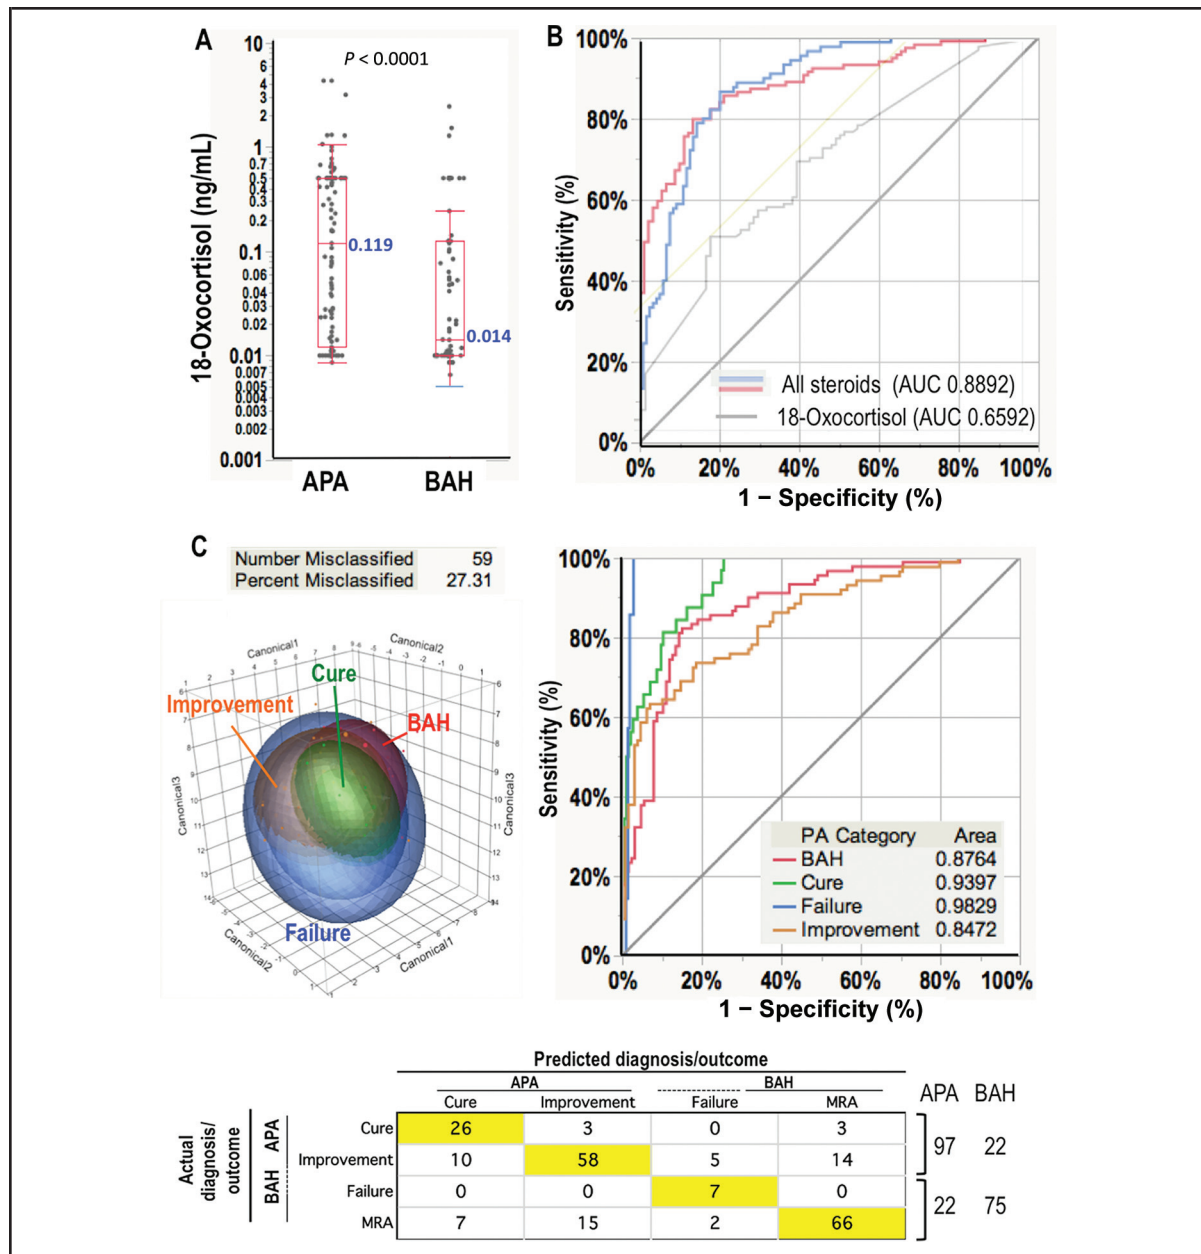 A
P < 0.0001
18-Oxocortisol (ng/mL)
10
6
4
3
2
1
0.7
0.5
0.4
0.3
0.2
0.1
0.06
0.04
0.03
0.02
0.01
0.007
0.005
0.004
0.003
0.002
0.001
0.119
0.014
APA BAH
B
Sensitivity (%)
100%
80%
60%
40%
20%
0%
All steroids (AUC 0.8892)
18-Oxocortisol (AUC 0.6592)
0% 20% 40% 60% 80% 100%
1 − Specificity (%)
C
Number Misclassified 59
Percent Misclassified 27.31
Canonical1
Canonical2
Cure
Improvement
BAH
Canonical3
Canonical3
Failure
Canonical2
Canonical1
Sensitivity (%)
100%
80%
60%
40%
20%
0%
PA Category Area
BAH 0.8764
Cure 0.9397
Failure 0.9829
Improvement 0.8472
0% 20% 40% 60% 80% 100%
1 − Specificity (%)
Predicted diagnosis/outcome
APA BAH APA BAH
Cure Improvement Failure MRA
Actual diagnosis/ outcome
APA
BAH
Cure 26 3 0 3
Improvement 10 58 5 14
97 22
Failure 0 0 7 0
MRA 7 15 2 66
22 75